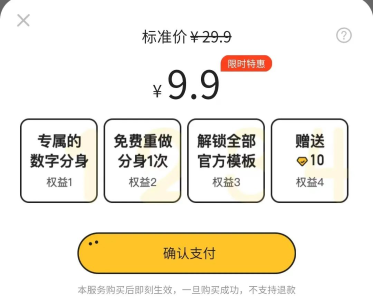 标准价 ¥29.9
限时特惠
¥9.9
专属的
数字分身
权益1
免费重做
分身1次
权益2
解锁全部
官方模板
权益3
赠送
10
权益4
确认支付
本服务购买后即刻生效，一旦购买成功，不支持退款